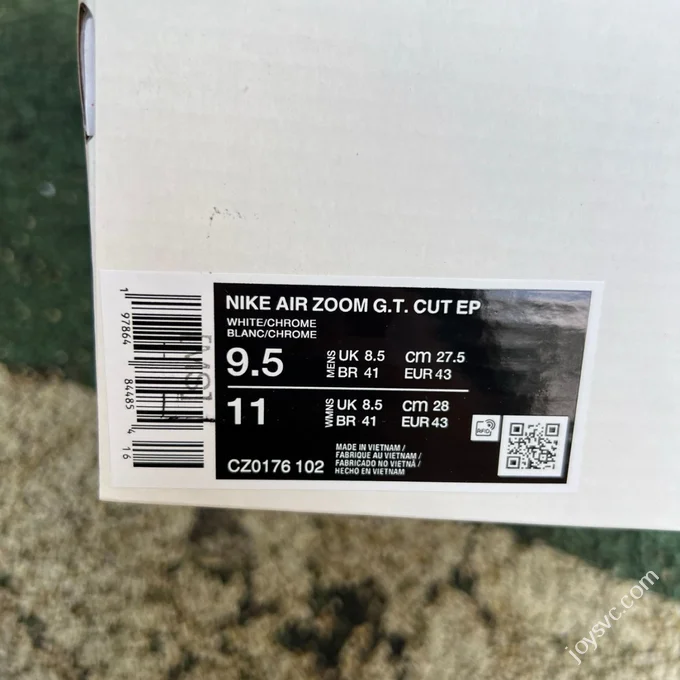 NIKE AIR ZOOM G.T. CUT EP
WHITE/CHROME
BLANC/CHROME
9.5 MENS UK 8.5 cm 27.5
BR 41 EUR 43
11 WMNS UK 8.5 cm 28
BR 41 EUR 43
CZ0176 102
MADE IN VIETNAM /
FABRIQUE AU VIETNAM /
FABRICADO NO VIETNÃ /
HECHO EN VIETNAM
RFID
1 97864 84485 4 16
joysvc.com